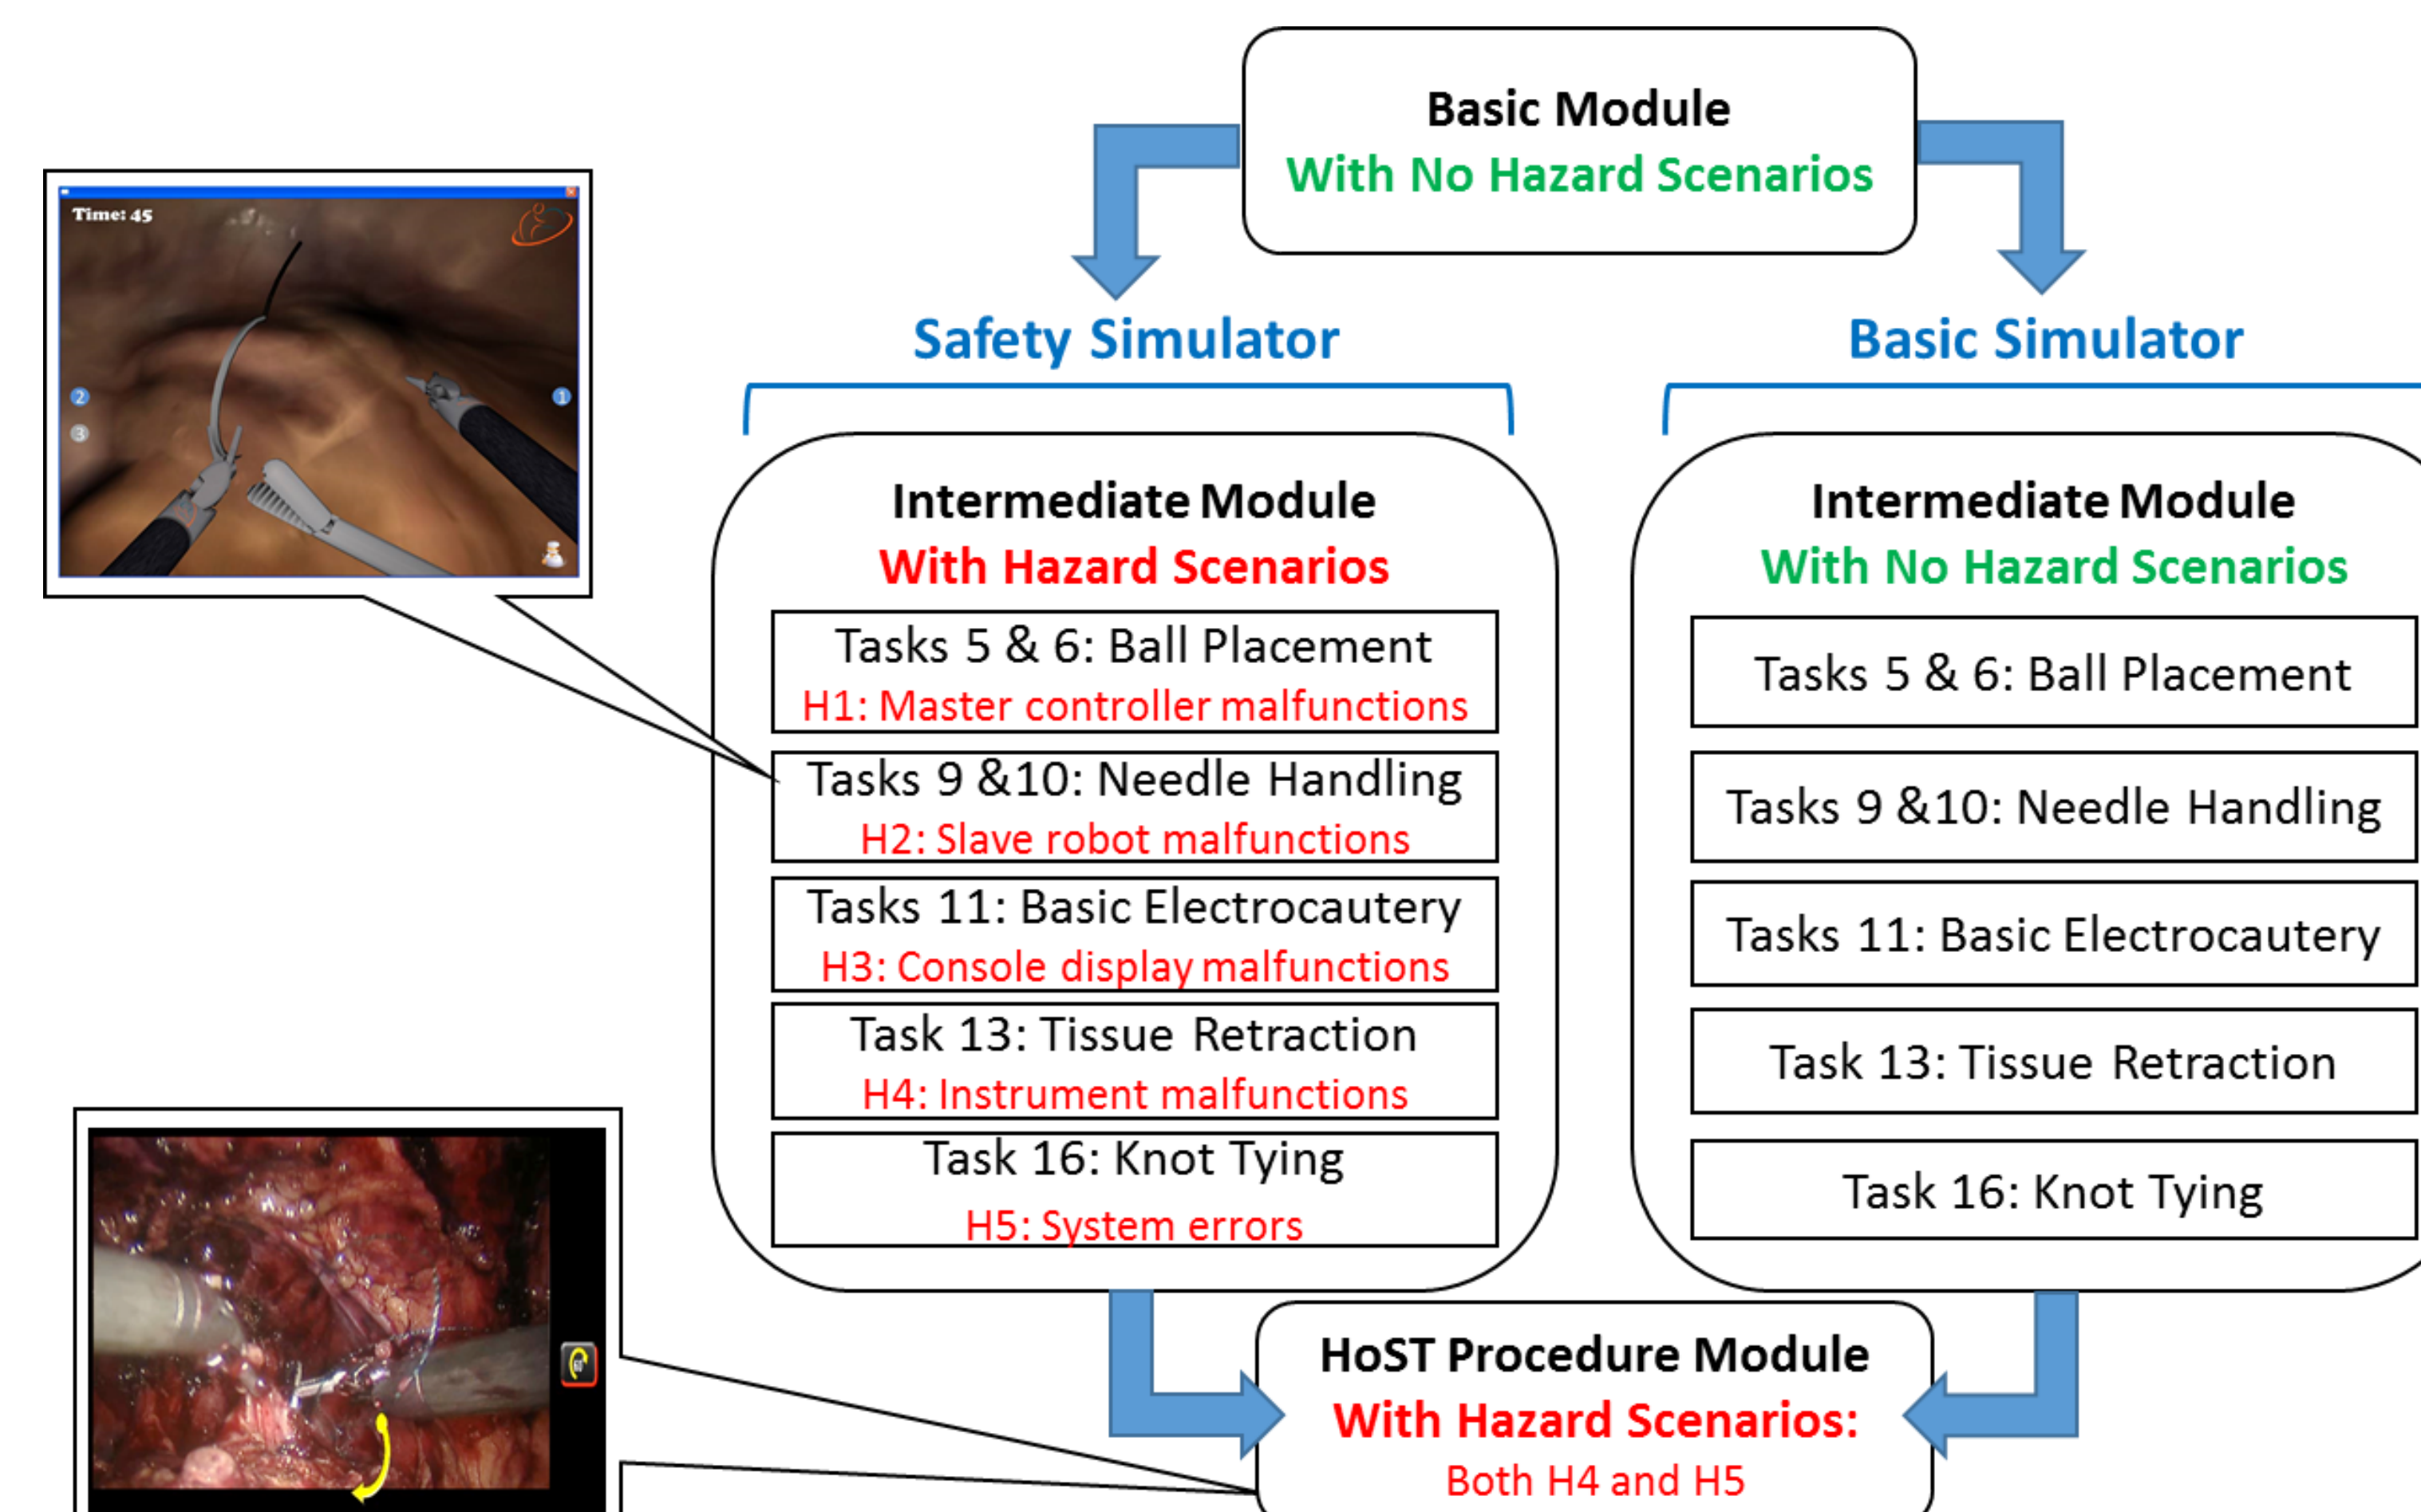 Basic Module
With No Hazard Scenarios
Time: 45
2
1
3
Safety Simulator
Basic Simulator
Intermediate Module
With Hazard Scenarios
Tasks 5 & 6: Ball Placement
H1: Master controller malfunctions
Tasks 9 &10: Needle Handling
H2: Slave robot malfunctions
Tasks 11: Basic Electrocautery
H3: Console display malfunctions
Task 13: Tissue Retraction
H4: Instrument malfunctions
Task 16: Knot Tying
H5: System errors
Intermediate Module
With No Hazard Scenarios
Tasks 5 & 6: Ball Placement
Tasks 9 &10: Needle Handling
Tasks 11: Basic Electrocautery
Task 13: Tissue Retraction
Task 16: Knot Tying
HoST Procedure Module
With Hazard Scenarios:
Both H4 and H5